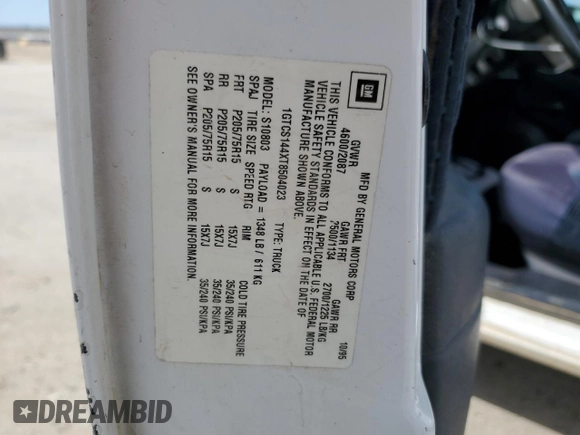 GM
MFD BY GENERAL MOTORS CORP 10/95
GVWR GAWR FRT GAWR RR
4600/2087 2500/1134 2700/1225 LB/KG
THIS VEHICLE CONFORMS TO ALL APPLICABLE U.S. FEDERAL MOTOR
VEHICLE SAFETY STANDARDS IN EFFECT ON THE DATE OF
MANUFACTURE SHOWN ABOVE.
1GTCS144XT8504023 TYPE: TRUCK
MODEL: S10803 PAYLOAD = 1348 LB / 611 KG
SPAJ TIRE SIZE SPEED RTG RIM COLD TIRE PRESSURE
FRT P205/75R15 S 15X7J 35/240 PSI/KPA
RR P205/75R15 S 15X7J 35/240 PSI/KPA
SPA P205/75R15 S 15X7J 35/240 PSI/KPA
SEE OWNER'S MANUAL FOR MORE INFORMATION.
DREAMBID